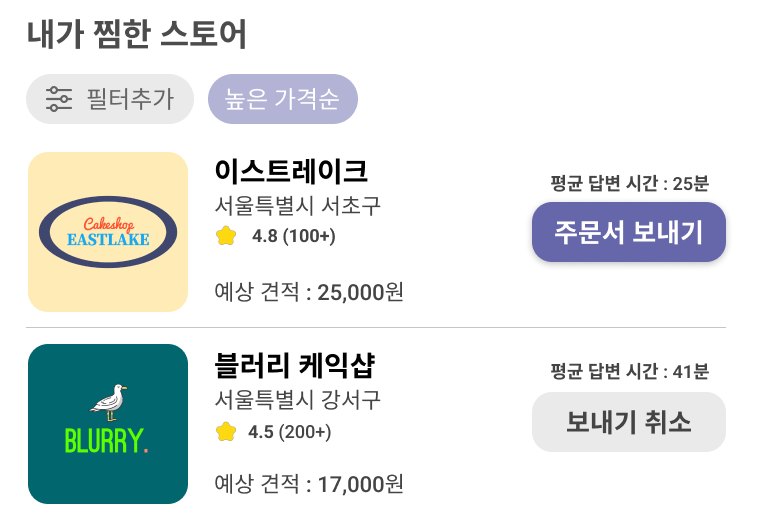 내가 찜한 스토어
필터추가
높은 가격순
Cakeshop
EASTLAKE
이스트레이크
서울특별시 서초구
4.8 (100+)
예상 견적 : 25,000원
평균 답변 시간 : 25분
주문서 보내기
BLURRY.
블러리 케익샵
서울특별시 강서구
4.5 (200+)
예상 견적 : 17,000원
평균 답변 시간 : 41분
보내기 취소